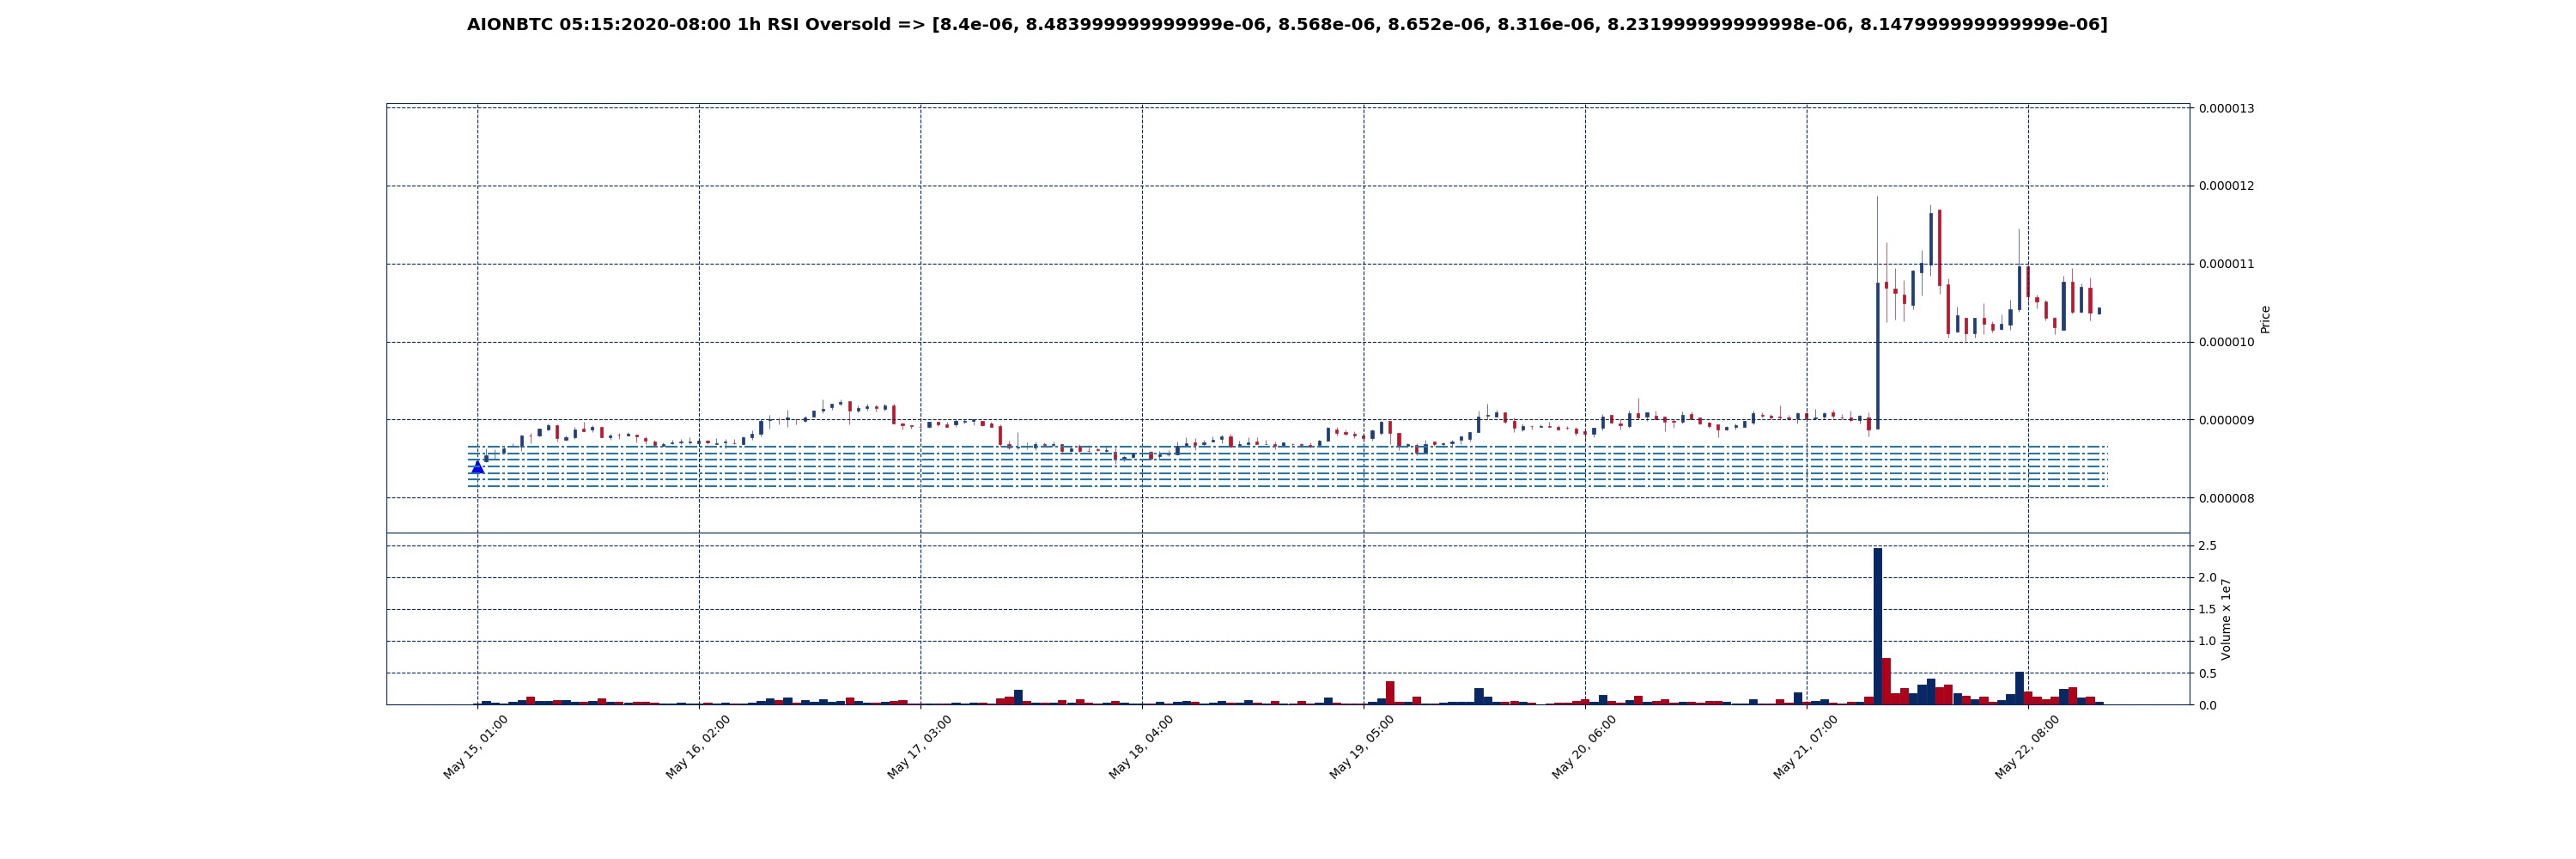 AIONBTC 05:15:2020-08:00 1h RSI Oversold => [8.4e-06, 8.483999999999999e-06, 8.568e-06, 8.652e-06, 8.316e-06, 8.231999999999998e-06, 8.147999999999999e-06]
0.000013
0.000012
0.000011
0.000010
0.000009
0.000008
Price
2.5
2.0
1.5
1.0
0.5
0.0
Volume x 1e7
May 15, 01:00
May 16, 02:00
May 17, 03:00
May 18, 04:00
May 19, 05:00
May 20, 06:00
May 21, 07:00
May 22, 08:00